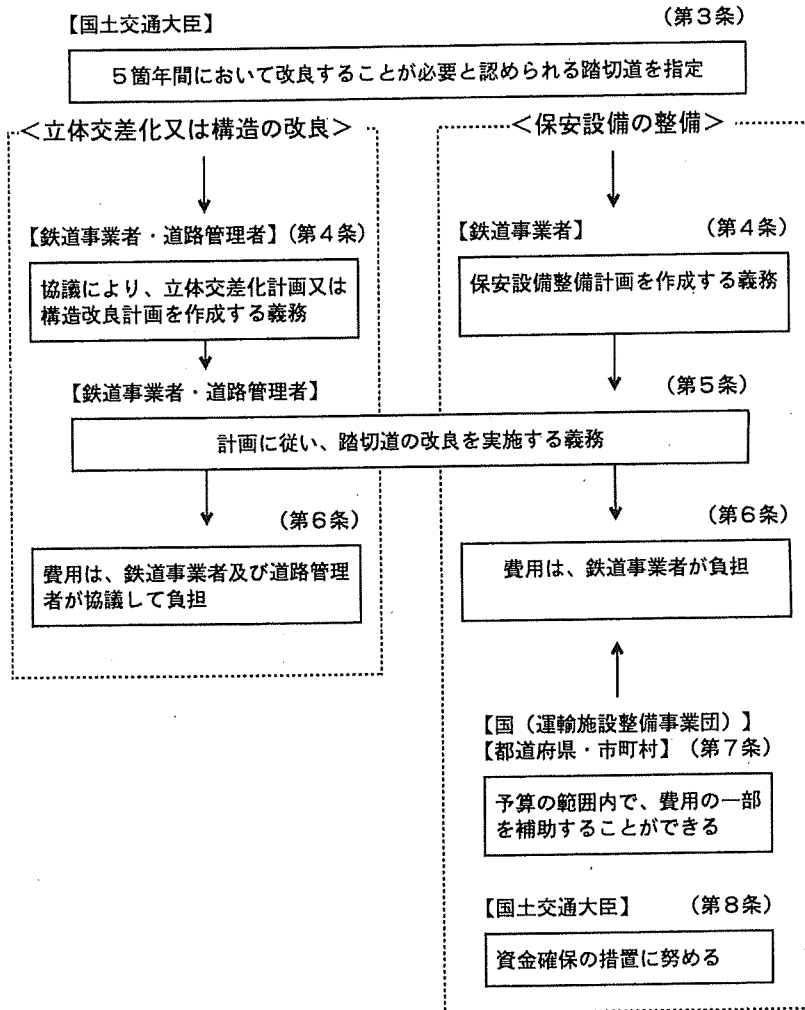 【国土交通大臣】 (第3条)
5箇年間において改良することが必要と認められる踏切道を指定
<立体交差化又は構造の改良>
【鉄道事業者・道路管理者】(第4条)
協議により、立体交差化計画又は
構造改良計画を作成する義務
<保安設備の整備>
【鉄道事業者】 (第4条)
保安設備整備計画を作成する義務
【鉄道事業者・道路管理者】 (第5条)
計画に従い、踏切道の改良を実施する義務
(第6条)
費用は、鉄道事業者及び道路管理
者が協議して負担
(第6条)
費用は、鉄道事業者が負担
【国(運輸施設整備事業団)】
【都道府県・市町村】(第7条)
予算の範囲内で、費用の一部
を補助することができる
【国土交通大臣】 (第8条)
資金確保の措置に努める